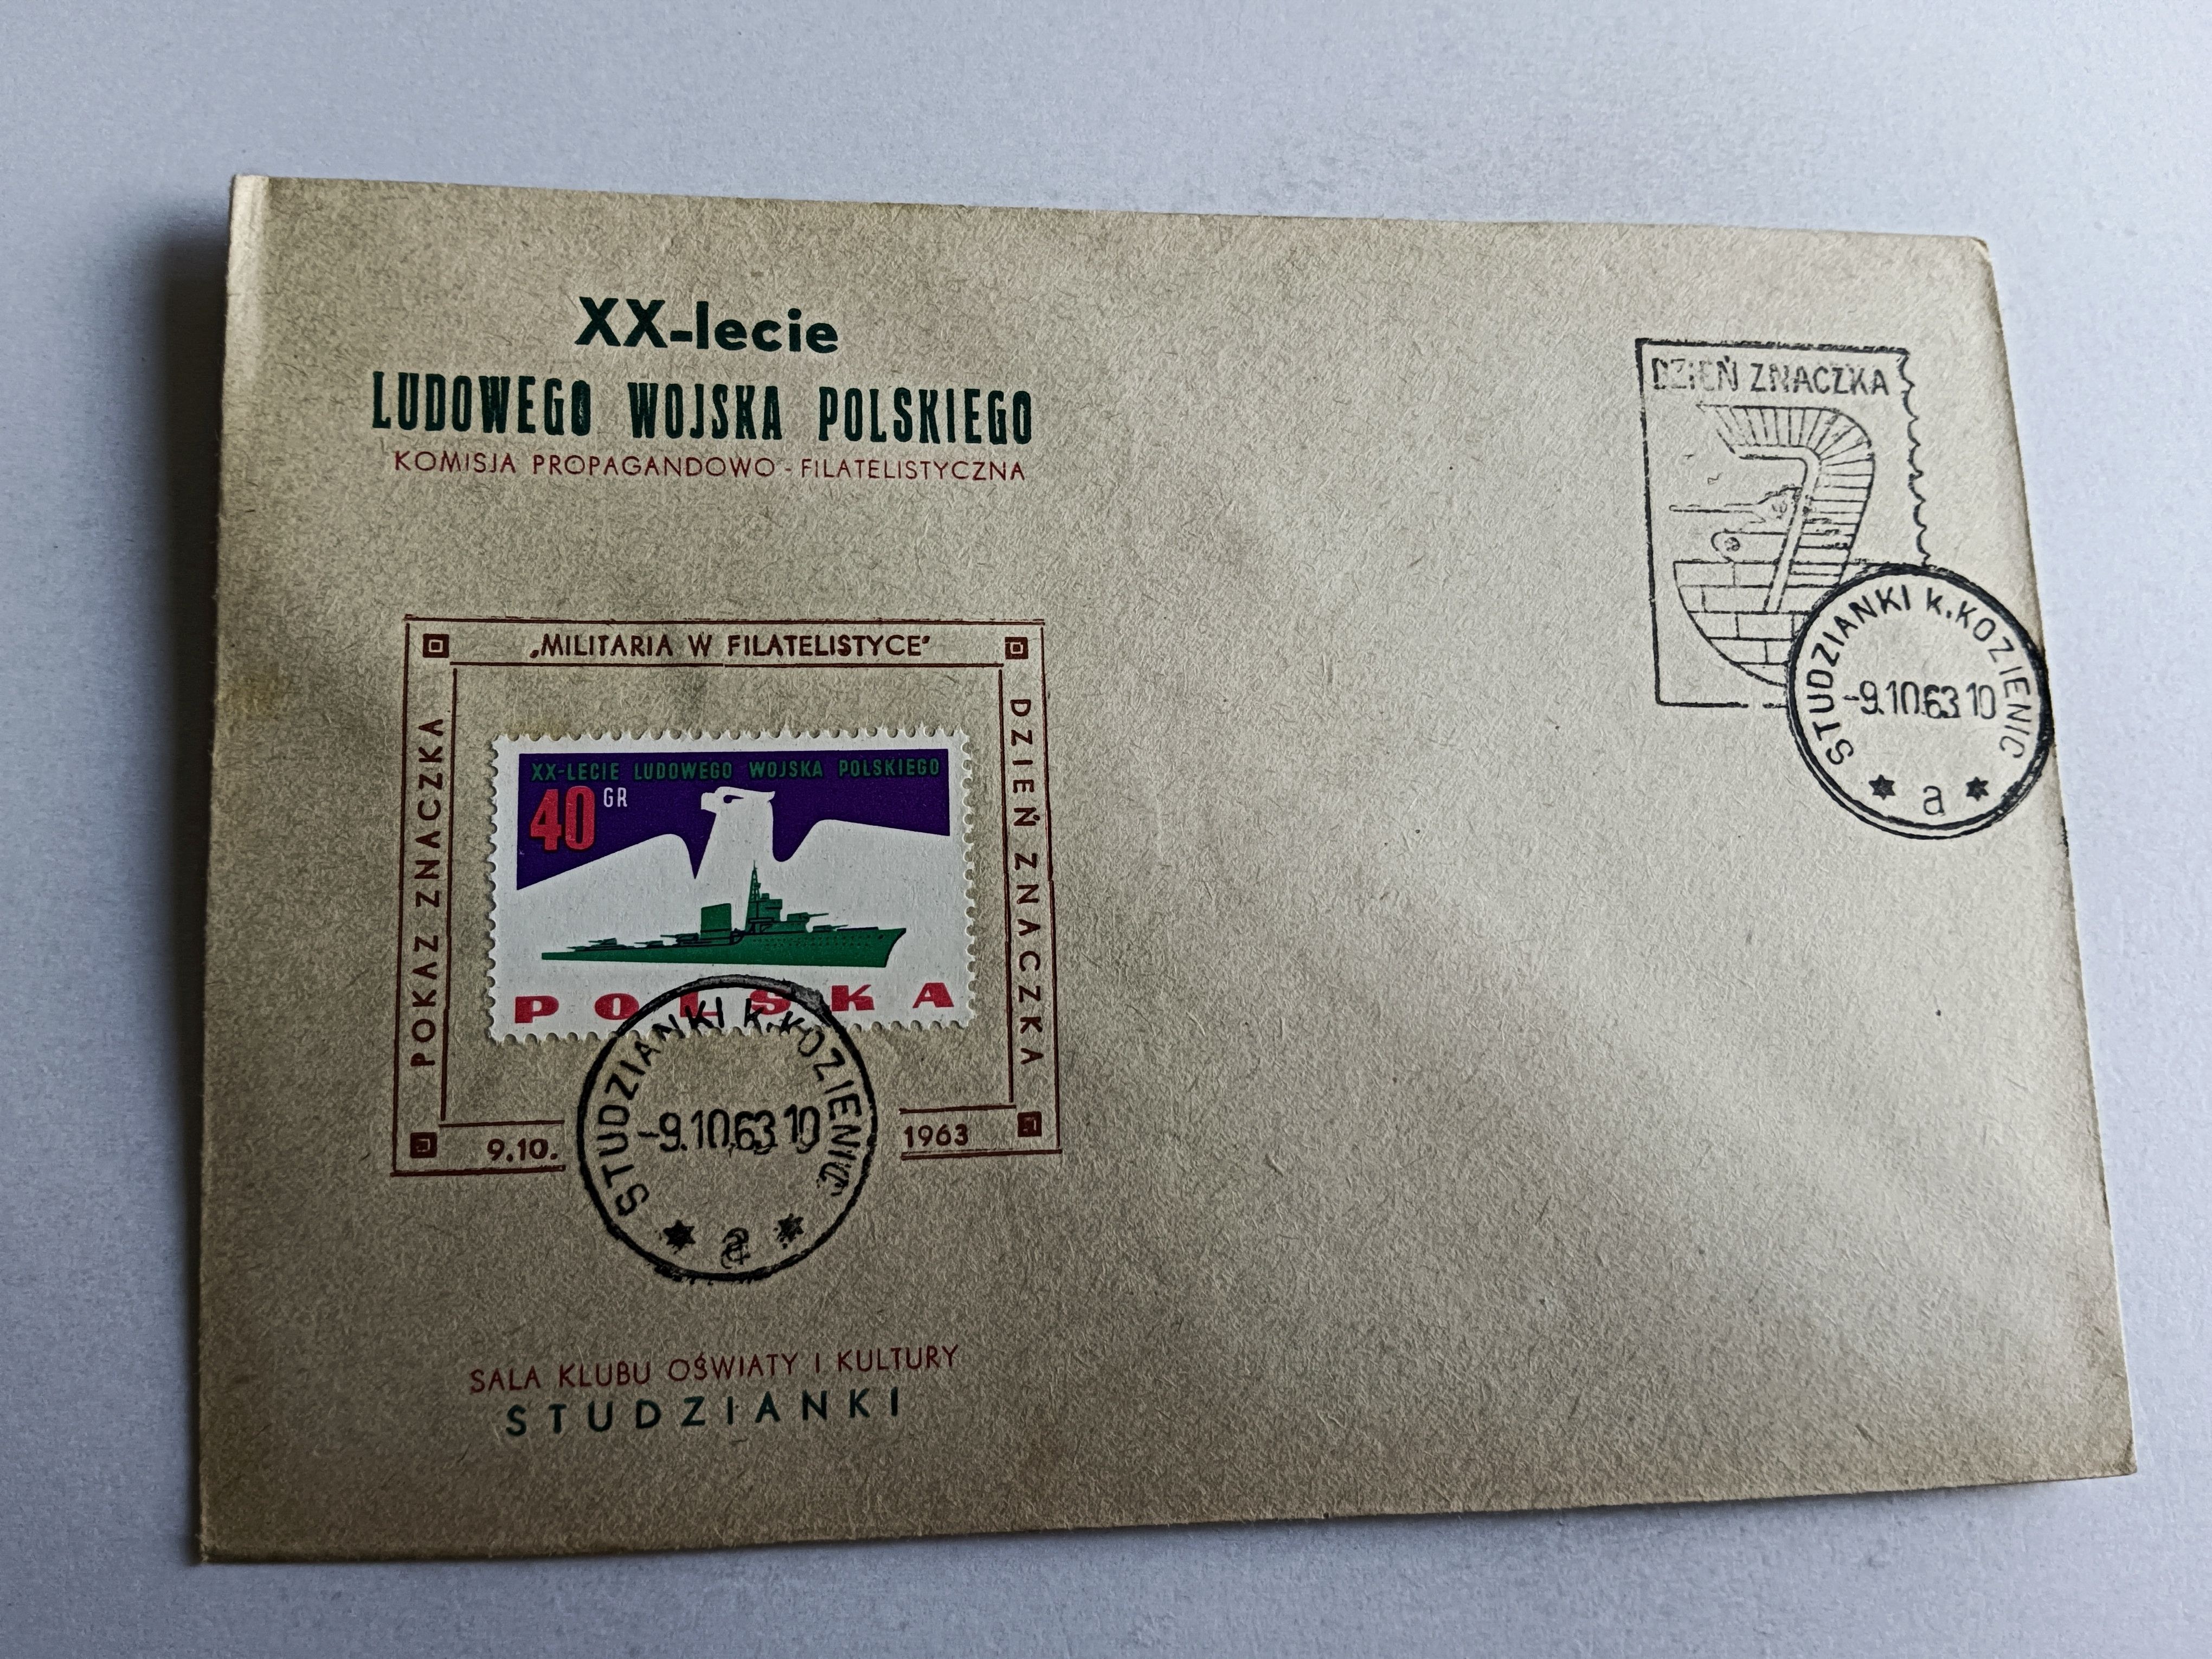 XX-lecie
LUDOWEGO WOJSKA POLSKIEGO
KOMISJA PROPAGANDOWO-FILATELISTYCZNA
DZIEŃ ZNACZKA
STUDZIANKI k.KOZIENIC
-9.10.63.10
* a *
„MILITARIA W FILATELISTYCE"
POKAZ ZNACZKA
DZIEŃ ZNACZKA
XX-LECIE LUDOWEGO WOJSKA POLSKIEGO
40 GR
POLSKA
STUDZIANKI k.KOZIENIC
-9.10.63.10
* a *
9.10. 1963
SALA KLUBU OŚWIATY I KULTURY
STUDZIANKI